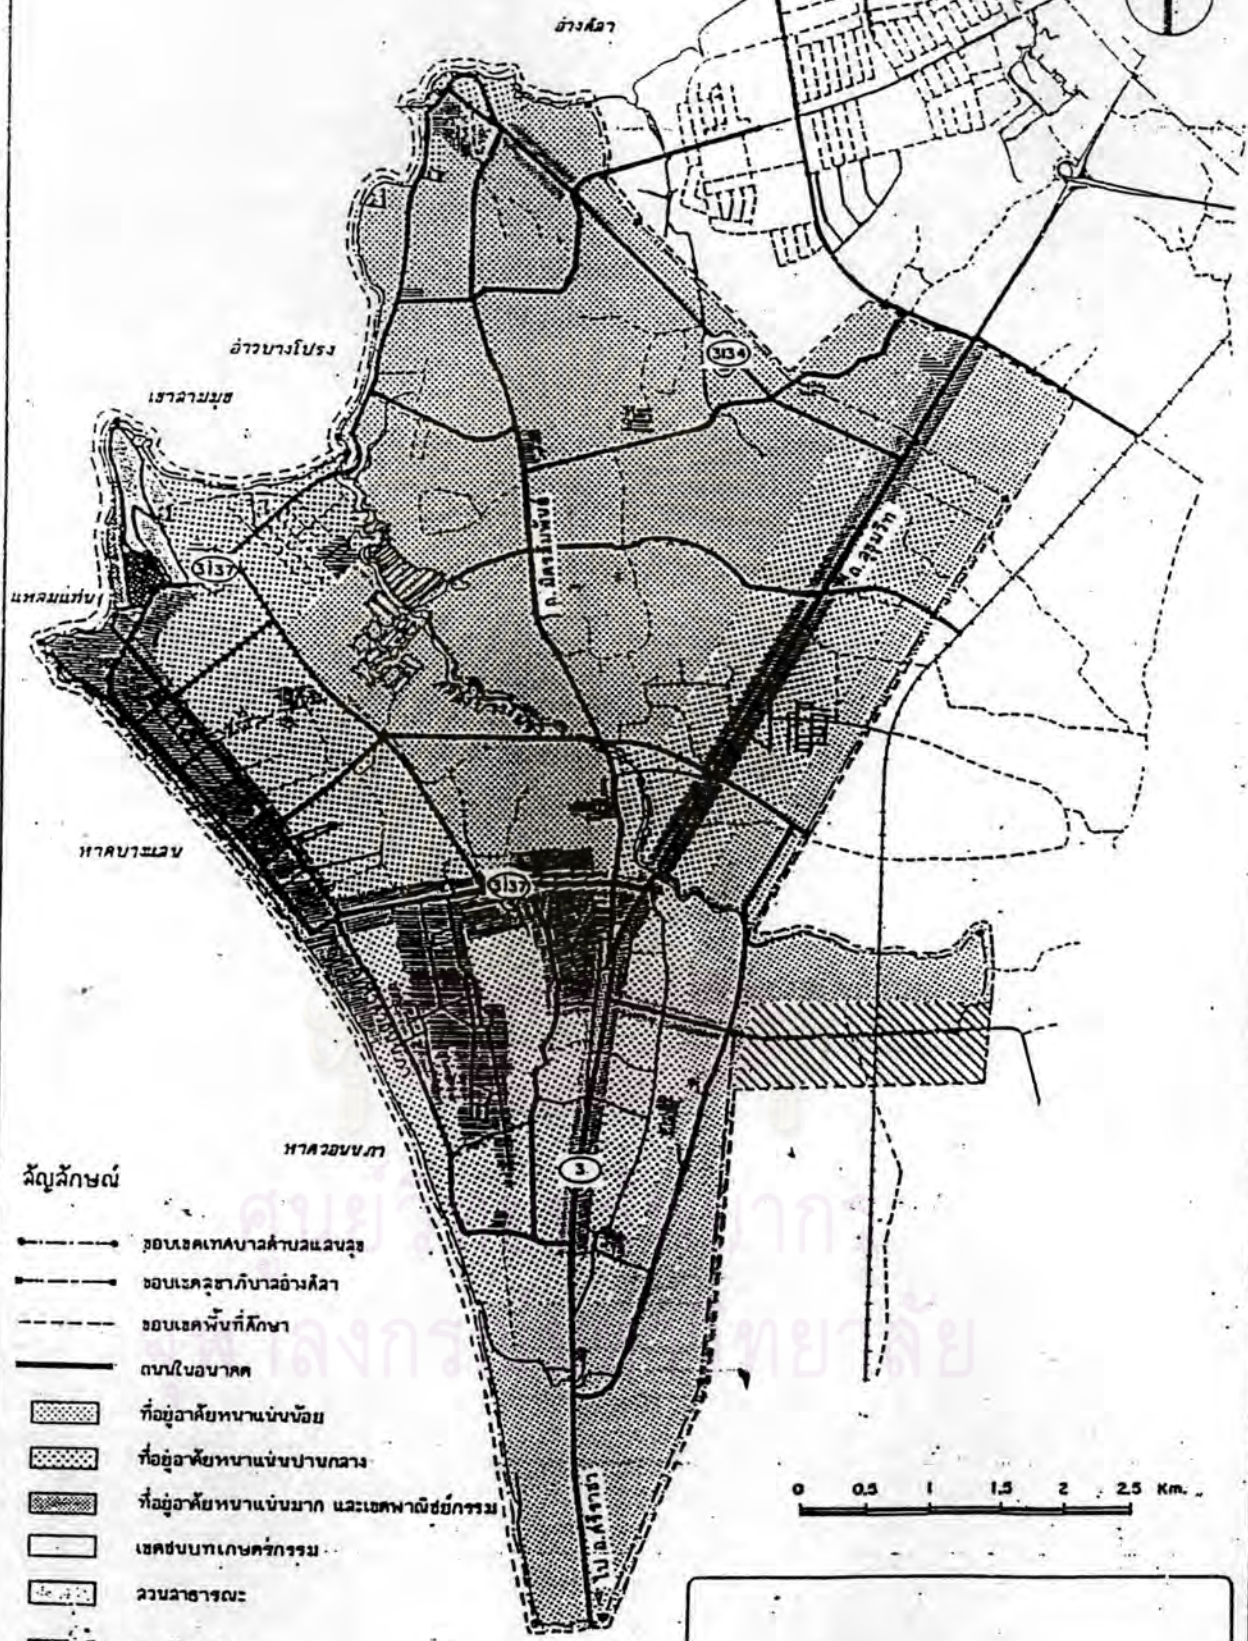 อ่างศิลา
อ่าวบางโปรง
เขาสามมุข
3134
ถ.สุขุมวิท
ถ.มิตรสัมพันธ์
3137
แหลมแท่น
หาดบางแสน
3137
หาดวอนนภา
3
สัญลักษณ์
ขอบเขตเทศบาลตำบลแสนสุข
ขอบเขตสุขาภิบาลอ่างศิลา
ขอบเขตพื้นที่ศึกษา
ถนนในอนาคต
ที่อยู่อาศัยหนาแน่นน้อย
ที่อยู่อาศัยหนาแน่นปานกลาง
ที่อยู่อาศัยหนาแน่นมาก และเขตพาณิชย์กรรม
เขตชนบทเกษตรกรรม
สวนสาธารณะ
0 0.5 1 1.5 2 2.5 Km.
ไป อ.ศรีราชา